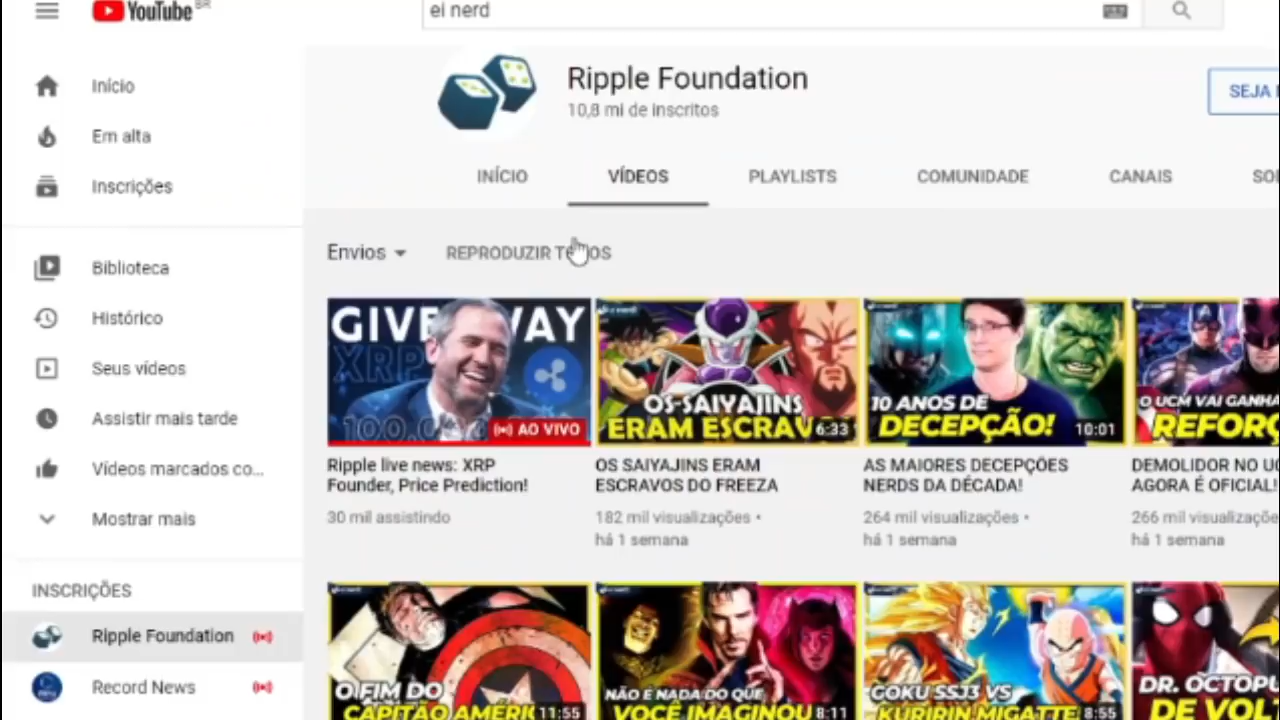 YouTube BR
ei nerd
Início
Em alta
Inscrições
Biblioteca
Histórico
Seus vídeos
Assistir mais tarde
Vídeos marcados co...
Mostrar mais
INSCRIÇÕES
Ripple Foundation
Record News
Ripple Foundation
10,8 mi de inscritos
SEJA
INÍCIO
VÍDEOS
PLAYLISTS
COMUNIDADE
CANAIS
Envios
REPRODUZIR TODOS
XRP
100.0
AO VIVO
Ripple live news: XRP
Founder, Price Prediction!
30 mil assistindo
OS SAIYAJINS
ERAM ESCRAV
6:33
OS SAIYAJINS ERAM
ESCRAVOS DO FREEZA
182 mil visualizações •
há 1 semana
10 ANOS DE
DECEPÇÃO!
10:01
AS MAIORES DECEPÇÕES
NERDS DA DÉCADA!
264 mil visualizações •
há 1 semana
O UCM VAI GANHA
REFORÇ
DEMOLIDOR NO U
AGORA É OFICIAL!
266 mil visualizaçõe
há 1 semana
O FIM DO
CAPITÃO AMÉRI
11:55
NÃO E NADA DO QUE
VOCÊ IMAGINOU
8:11
GOKU SSJ3 VS
KURIRIN MIGATTE
8:55
DR. OCTOPU
DE VOL